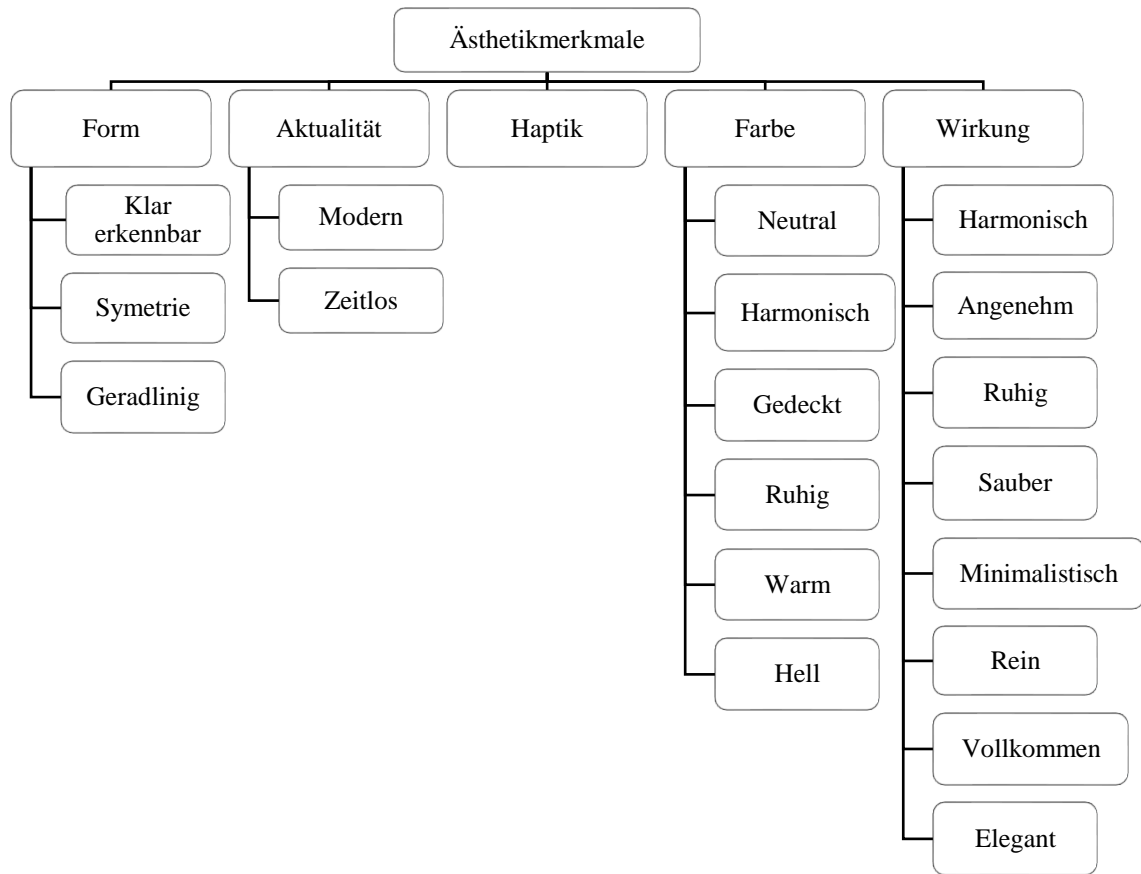 Ästhetikmerkmale
Form
Aktualität
Haptik
Farbe
Wirkung
Klar
erkennbar
Symetrie
Geradlinig
Modern
Zeitlos
Neutral
Harmonisch
Gedeckt
Ruhig
Warm
Hell
Harmonisch
Angenehm
Ruhig
Sauber
Minimalistisch
Rein
Vollkommen
Elegant